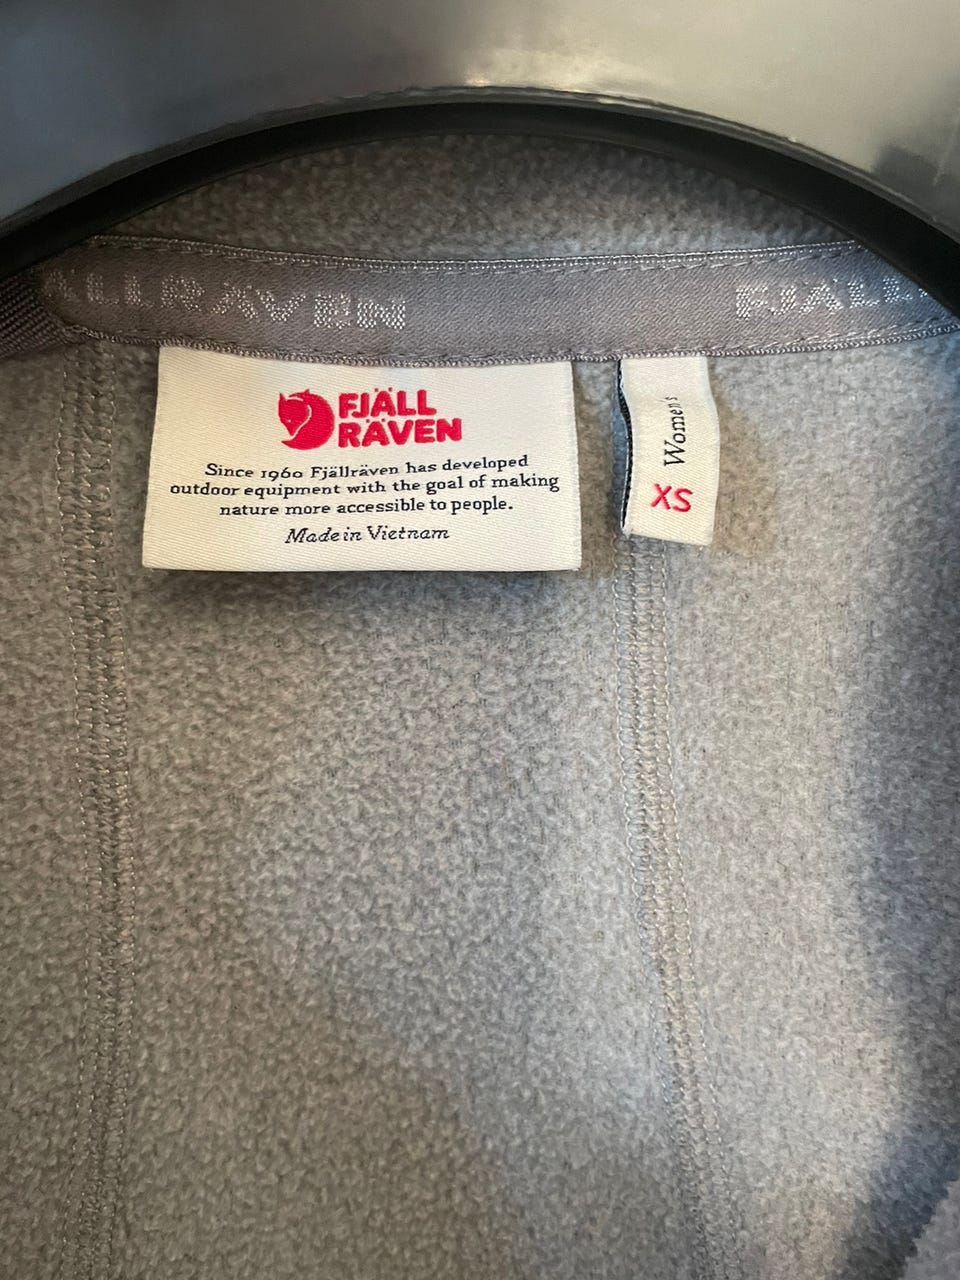 FJÄLLRÄVEN FJÄLL
FJÄLL
RÄVEN
Since 1960 Fjällräven has developed
outdoor equipment with the goal of making
nature more accessible to people.
Made in Vietnam
Women's
XS